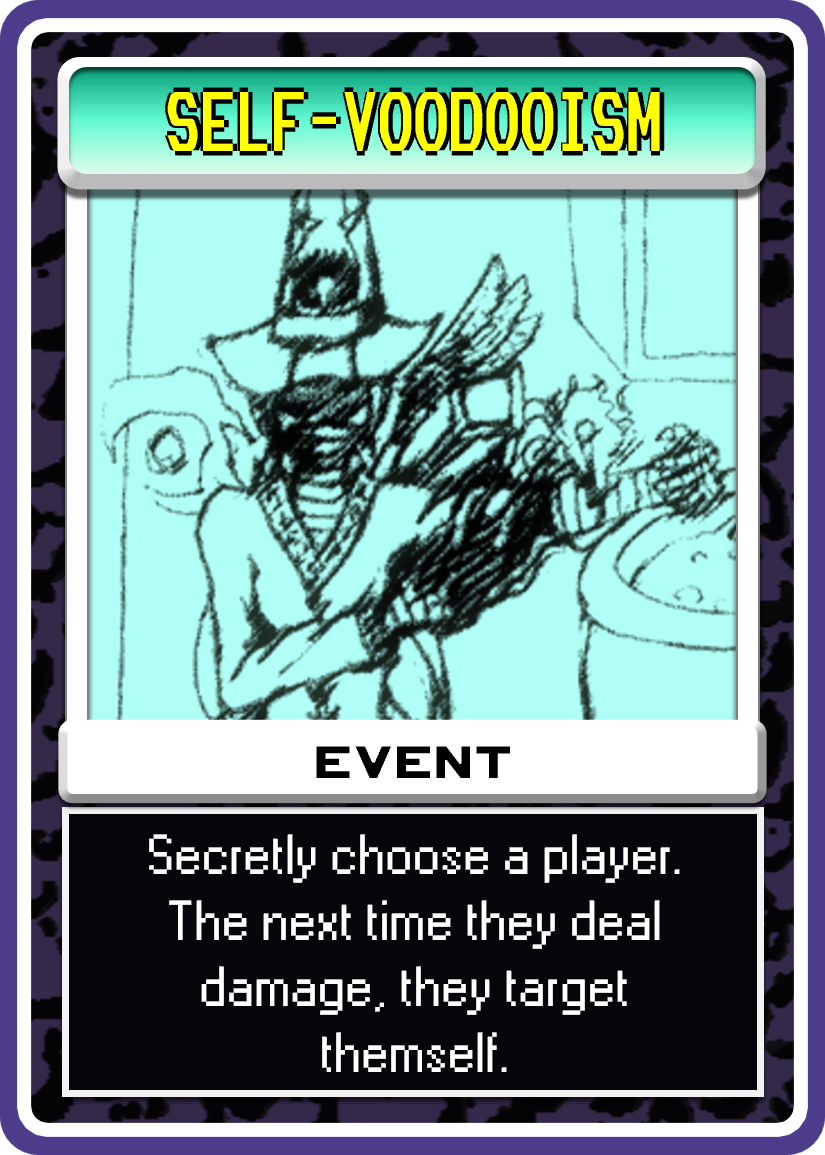 SELF-VOODOOISM
EVENT
Secretly choose a player.
The next time they deal
damage, they target
themself.